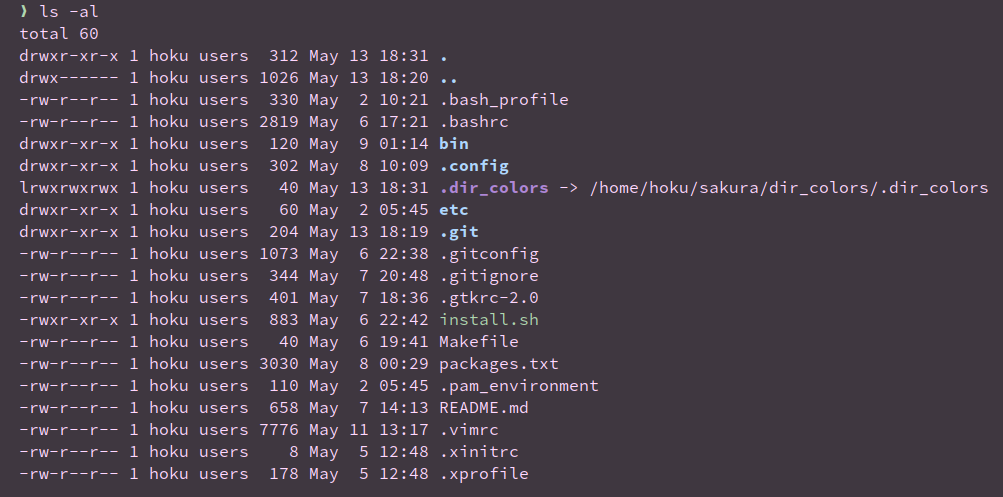 ❯ ls -al
total 60
drwxr-xr-x 1 hoku users  312 May 13 18:31 .
drwx------ 1 hoku users 1026 May 13 18:20 ..
-rw-r--r-- 1 hoku users  330 May  2 10:21 .bash_profile
-rw-r--r-- 1 hoku users 2819 May  6 17:21 .bashrc
drwxr-xr-x 1 hoku users  120 May  9 01:14 bin
drwxr-xr-x 1 hoku users  302 May  8 10:09 .config
lrwxrwxrwx 1 hoku users   40 May 13 18:31 .dir_colors -> /home/hoku/sakura/dir_colors/.dir_colors
drwxr-xr-x 1 hoku users   60 May  2 05:45 etc
drwxr-xr-x 1 hoku users  204 May 13 18:19 .git
-rw-r--r-- 1 hoku users 1073 May  6 22:38 .gitconfig
-rw-r--r-- 1 hoku users  344 May  7 20:48 .gitignore
-rw-r--r-- 1 hoku users  401 May  7 18:36 .gtkrc-2.0
-rwxr-xr-x 1 hoku users  883 May  6 22:42 install.sh
-rw-r--r-- 1 hoku users   40 May  6 19:41 Makefile
-rw-r--r-- 1 hoku users 3030 May  8 00:29 packages.txt
-rw-r--r-- 1 hoku users  110 May  2 05:45 .pam_environment
-rw-r--r-- 1 hoku users  658 May  7 14:13 README.md
-rw-r--r-- 1 hoku users 7776 May 11 13:17 .vimrc
-rw-r--r-- 1 hoku users    8 May  5 12:48 .xinitrc
-rw-r--r-- 1 hoku users  178 May  5 12:48 .xprofile